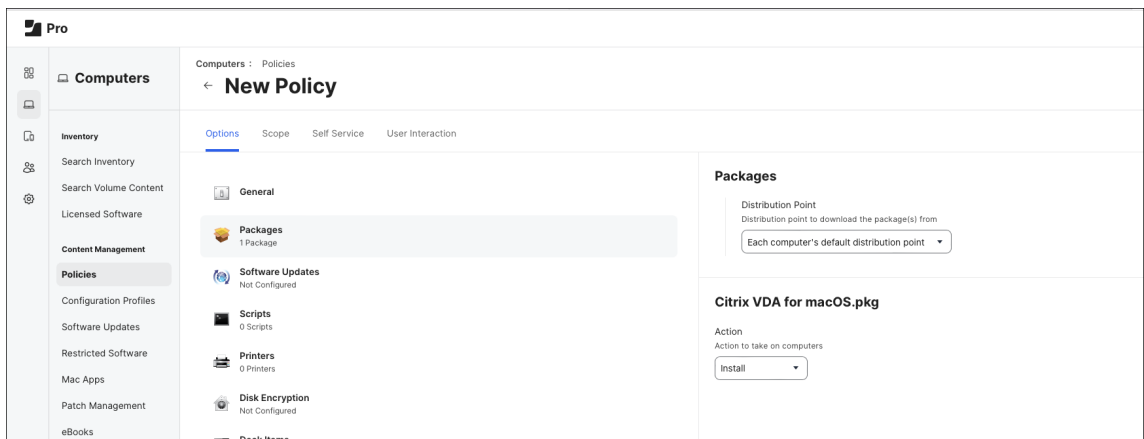 Pro
Computers
Computers : Policies
← New Policy
Options Scope Self Service User Interaction
Inventory
Search Inventory
Search Volume Content
Licensed Software
Content Management
Policies
Configuration Profiles
Software Updates
Restricted Software
Mac Apps
Patch Management
eBooks
General
Packages
1 Package
Software Updates
Not Configured
Scripts
0 Scripts
Printers
0 Printers
Disk Encryption
Not Configured
Packages
Distribution Point
Distribution point to download the package(s) from
Each computer's default distribution point
Citrix VDA for macOS.pkg
Action
Action to take on computers
Install